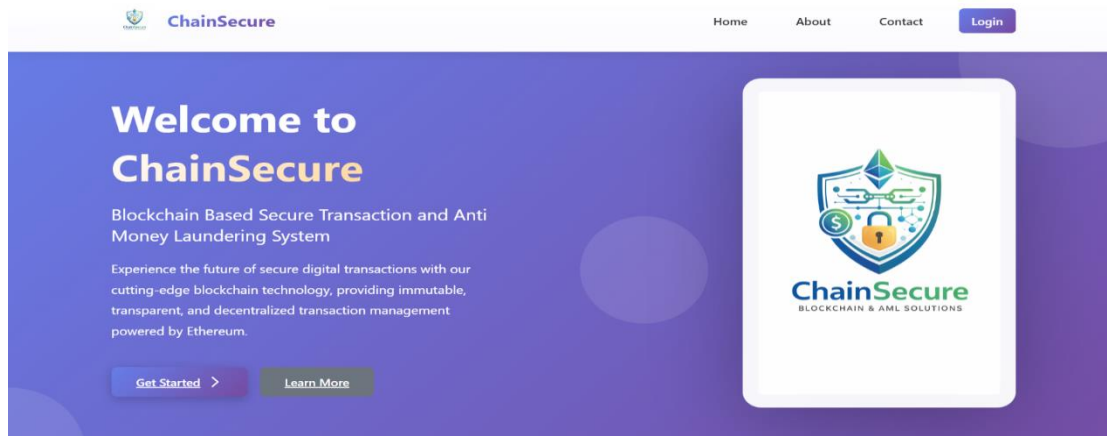 ChainSecure
Home
About
Contact
Login
Welcome to
ChainSecure
Blockchain Based Secure Transaction and Anti
Money Laundering System
Experience the future of secure digital transactions with our
cutting-edge blockchain technology, providing immutable,
transparent, and decentralized transaction management
powered by Ethereum.
Get Started
Learn More
$
ChainSecure
BLOCKCHAIN & AML SOLUTIONS